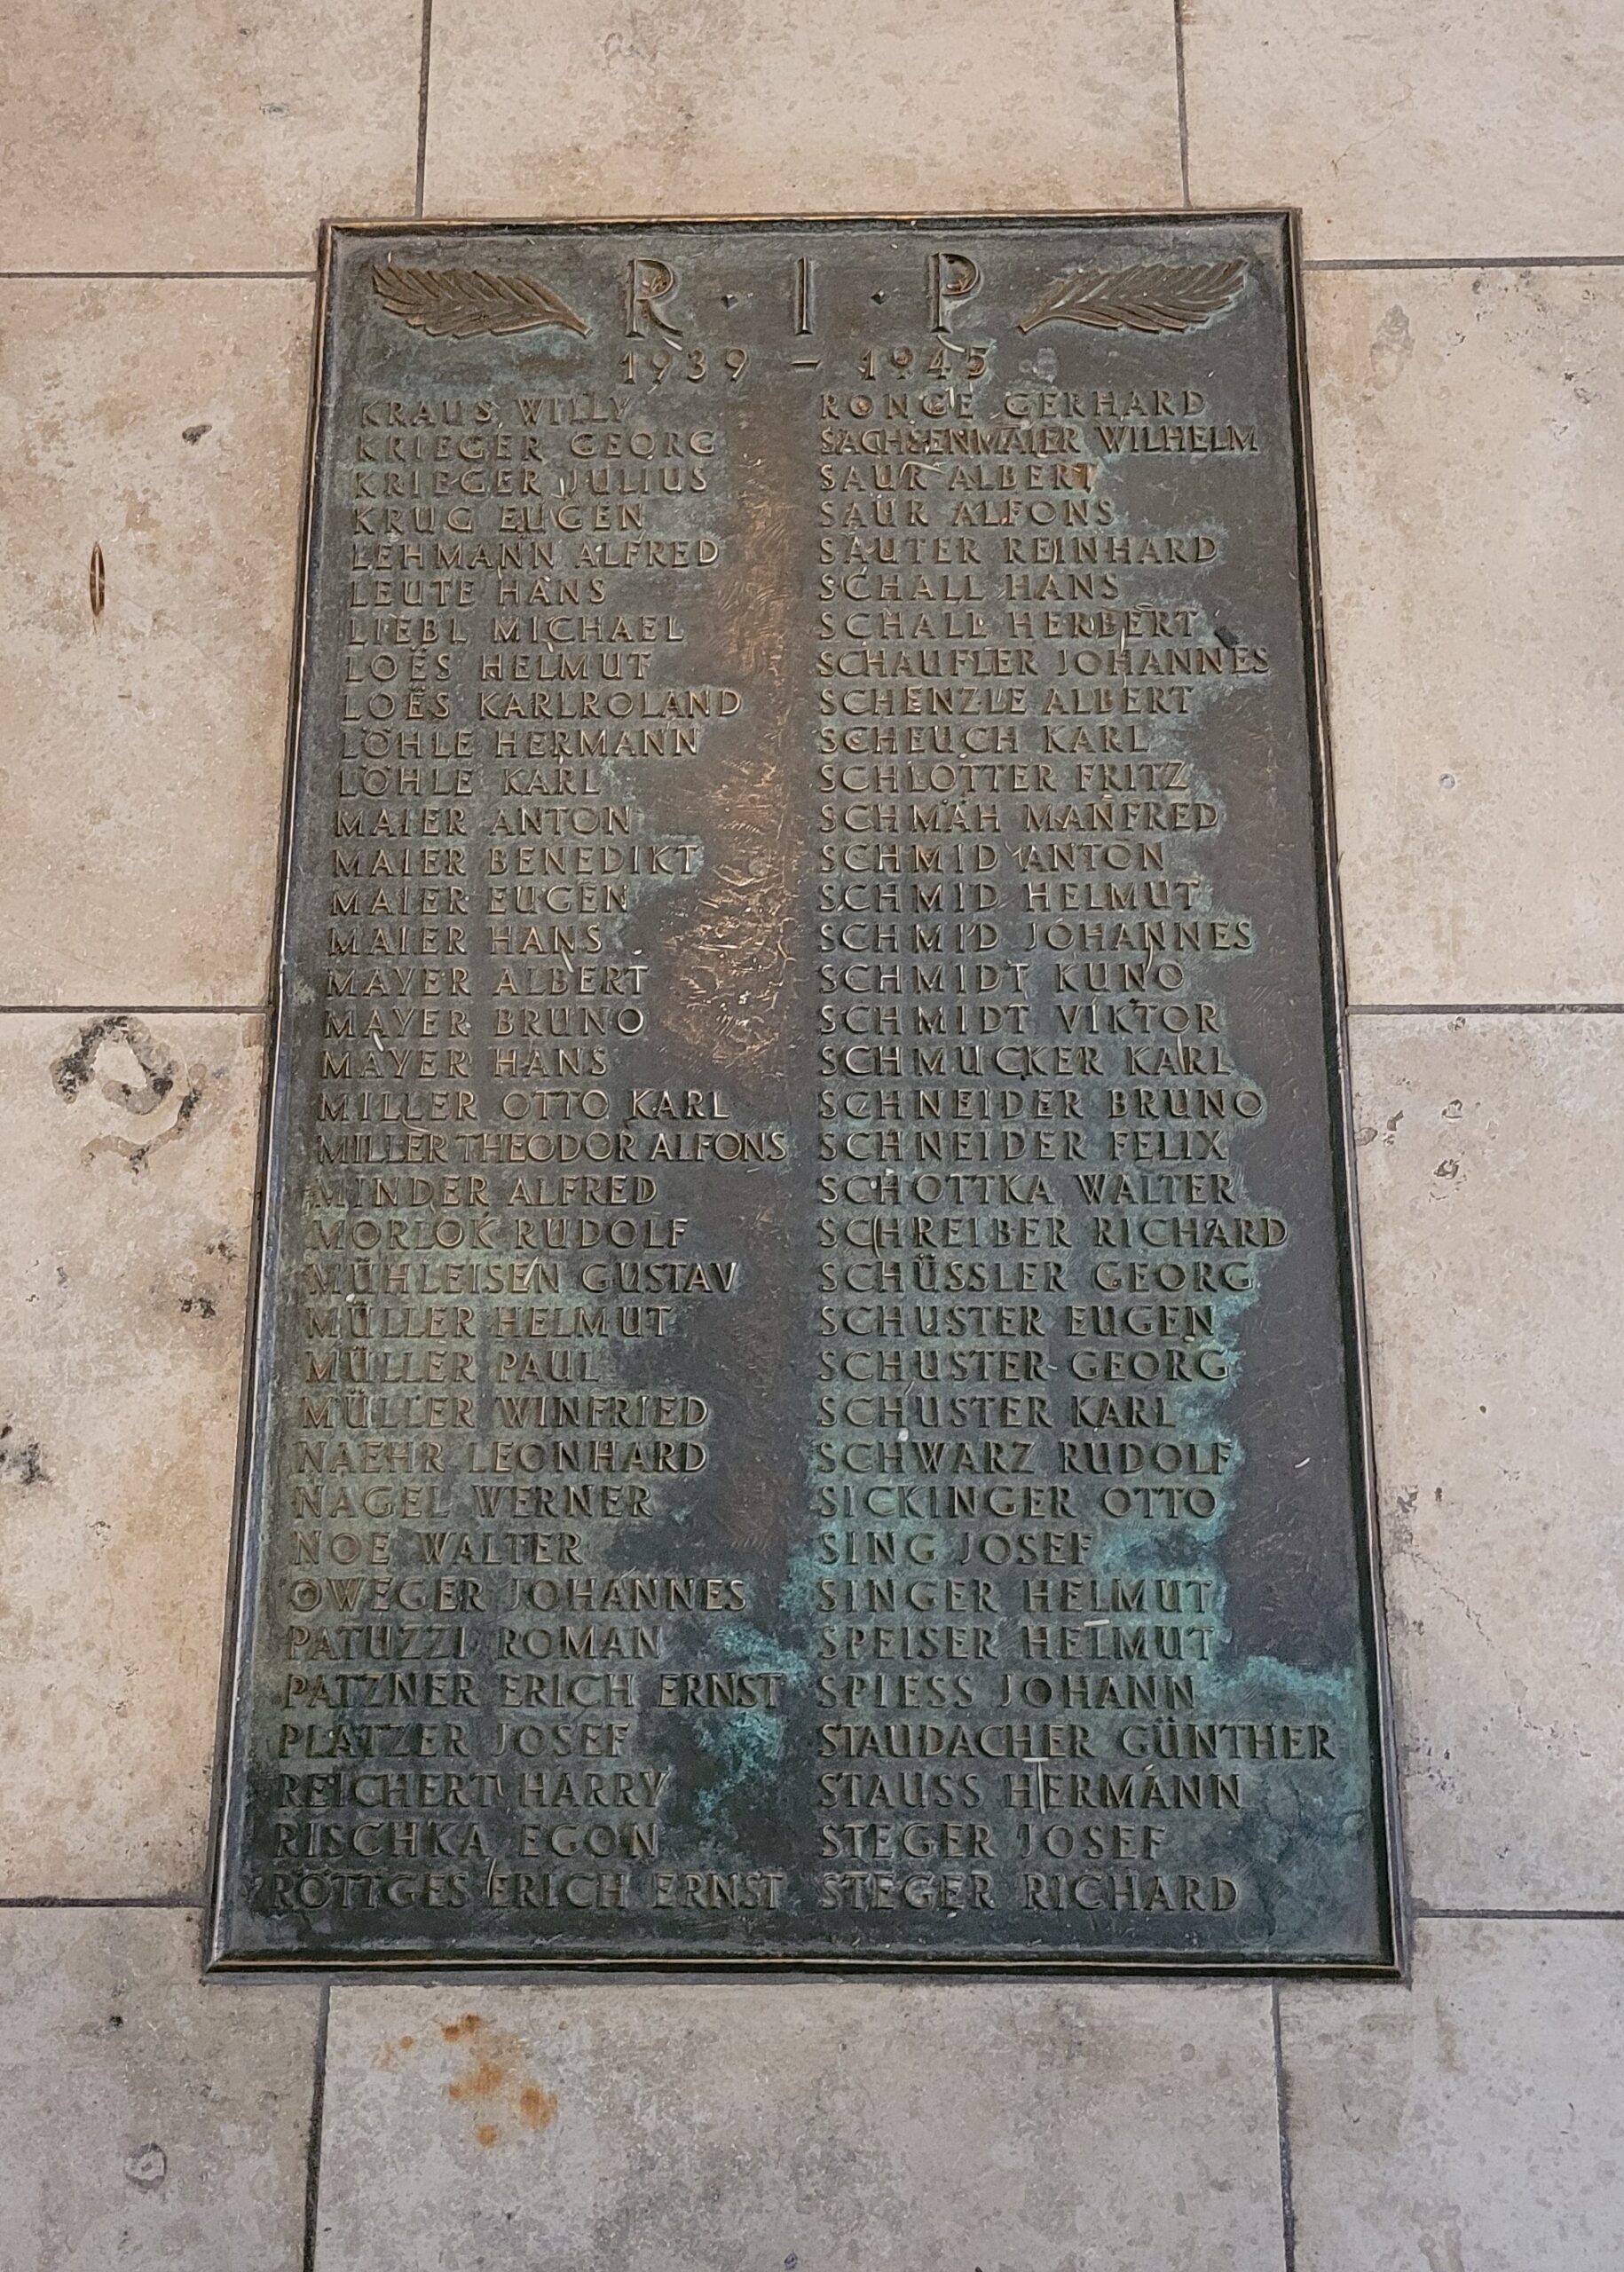 R · I · P
1939 – 1945
KRAUS WILLY
KRIEGER GEORG
KRIEGER JULIUS
KRUG EUGEN
LEHMANN ALFRED
LEUTE HANS
LIEBL MICHAEL
LOËS HELMUT
LOËS KARLROLAND
LÖHLE HERMANN
LÖHLE KARL
MAIER ANTON
MAIER BENEDIKT
MAIER EUGEN
MAIER HANS
MAYER ALBERT
MAYER BRUNO
MAYER HANS
MILLER OTTO KARL
MILLER THEODOR ALFONS
MINDER ALFRED
MORLOK RUDOLF
MÜHLEISEN GUSTAV
MÜLLER HELMUT
MÜLLER PAUL
MÜLLER WINFRIED
NAEHR LEONHARD
NAGEL WERNER
NOE WALTER
OWEGER JOHANNES
PATUZZI ROMAN
PATZNER ERICH ERNST
PLATZER JOSEF
REICHERT HARRY
RISCHKA EGON
RÖTTGES ERICH ERNST
RONGE GERHARD
SACHSENMAIER WILHELM
SAUR ALBERT
SAUR ALFONS
SAUTER REINHARD
SCHALL HANS
SCHALL HERBERT
SCHAUFLER JOHANNES
SCHENZLE ALBERT
SCHEUCH KARL
SCHLOTTER FRITZ
SCHMÄH MANFRED
SCHMID ANTON
SCHMID HELMUT
SCHMID JOHANNES
SCHMIDT KUNO
SCHMIDT VIKTOR
SCHMUCKER KARL
SCHNEIDER BRUNO
SCHNEIDER FELIX
SCHOTTKA WALTER
SCHREIBER RICHARD
SCHÜSSLER GEORG
SCHUSTER EUGEN
SCHUSTER GEORG
SCHUSTER KARL
SCHWARZ RUDOLF
SICKINGER OTTO
SING JOSEF
SINGER HELMUT
SPEISER HELMUT
SPIESS JOHANN
STAUDACHER GÜNTHER
STAUSS HERMANN
STEGER JOSEF
STEGER RICHARD